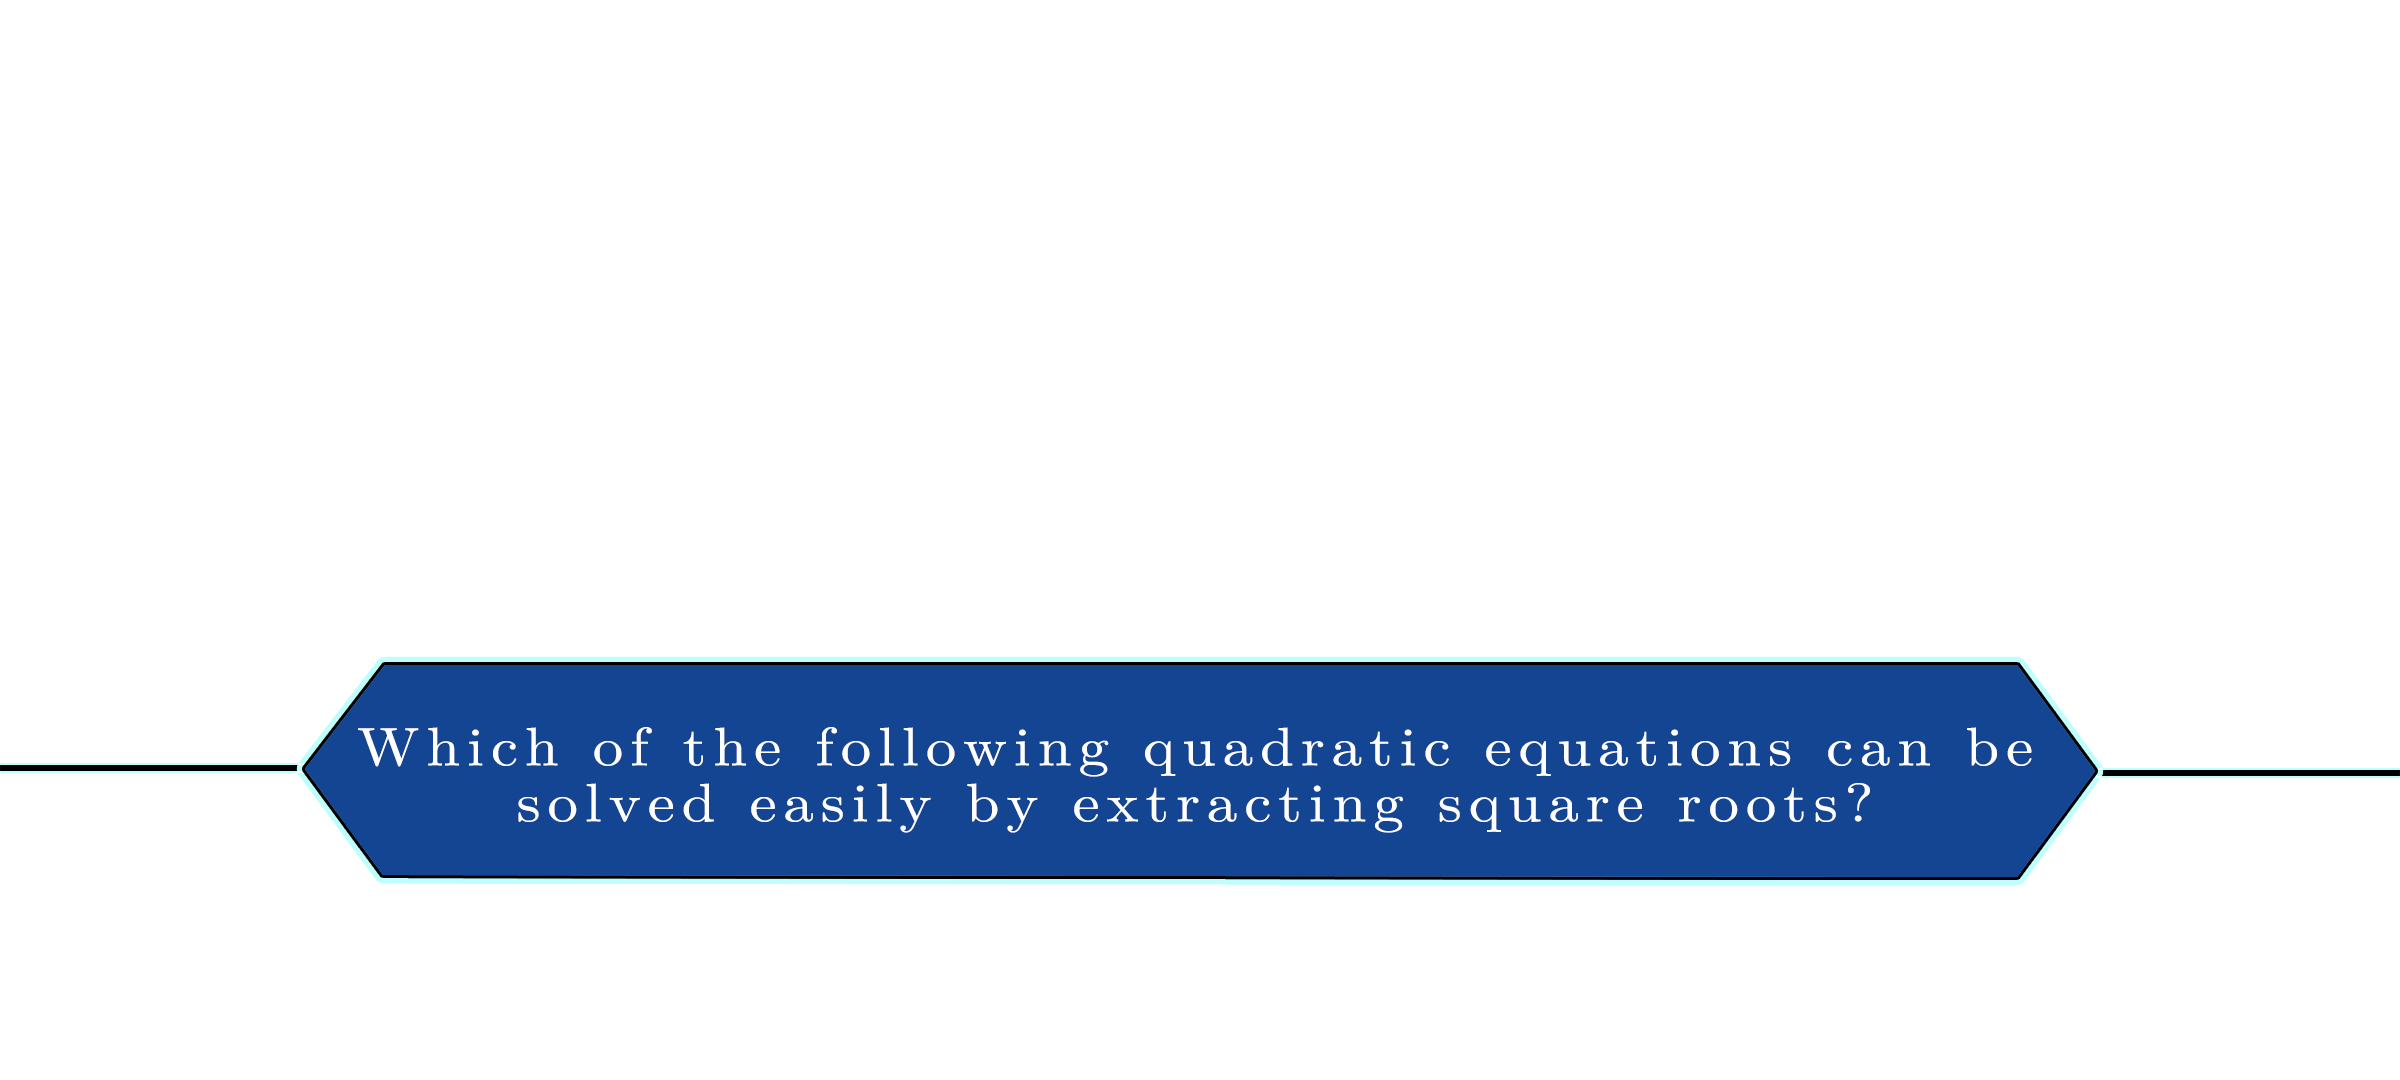 Which of the following quadratic equations can be
solved easily by extracting square roots?